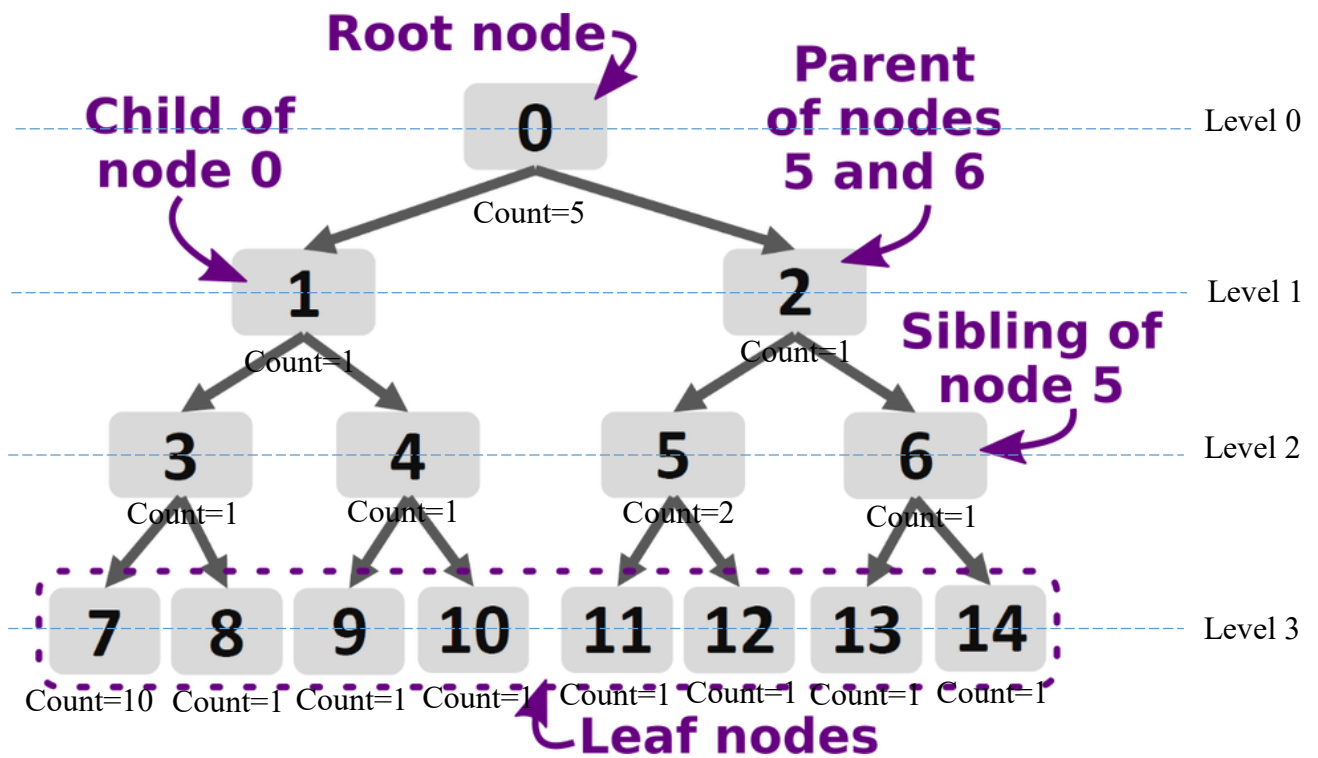 Root node
Parent
of nodes
5 and 6
Child of
node 0
0
Level 0
Count=5
1
2
Level 1
Count=1
Count=1
Sibling of
node 5
3
4
5
6
Level 2
Count=1
Count=1
Count=2
Count=1
7
8
9
10
11
12
13
14
Level 3
Count=10
Count=1
Count=1
Count=1
Count=1
Count=1
Count=1
Count=1
Leaf nodes